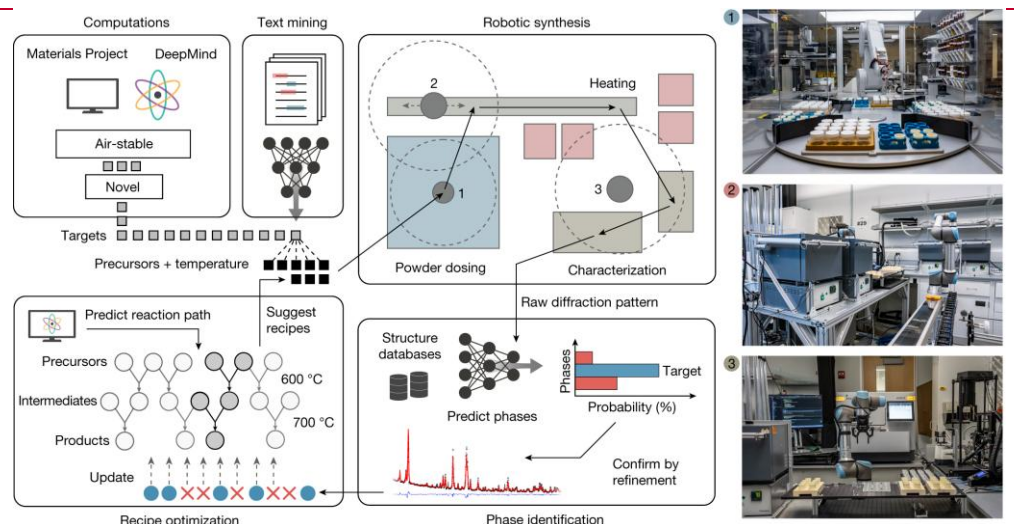 Computations
Materials Project
DeepMind
Air-stable
Novel
Targets
Text mining
Precursors + temperature
Robotic synthesis
2
Heating
1
3
Powder dosing
Characterization
Raw diffraction pattern
Predict reaction path
Suggest
recipes
Precursors
600 °C
Intermediates
700 °C
Products
Update
Recipe optimization
Structure
databases
Predict phases
Phases
Target
Probability (%)
Confirm by
refinement
Phase identification
1
2
3